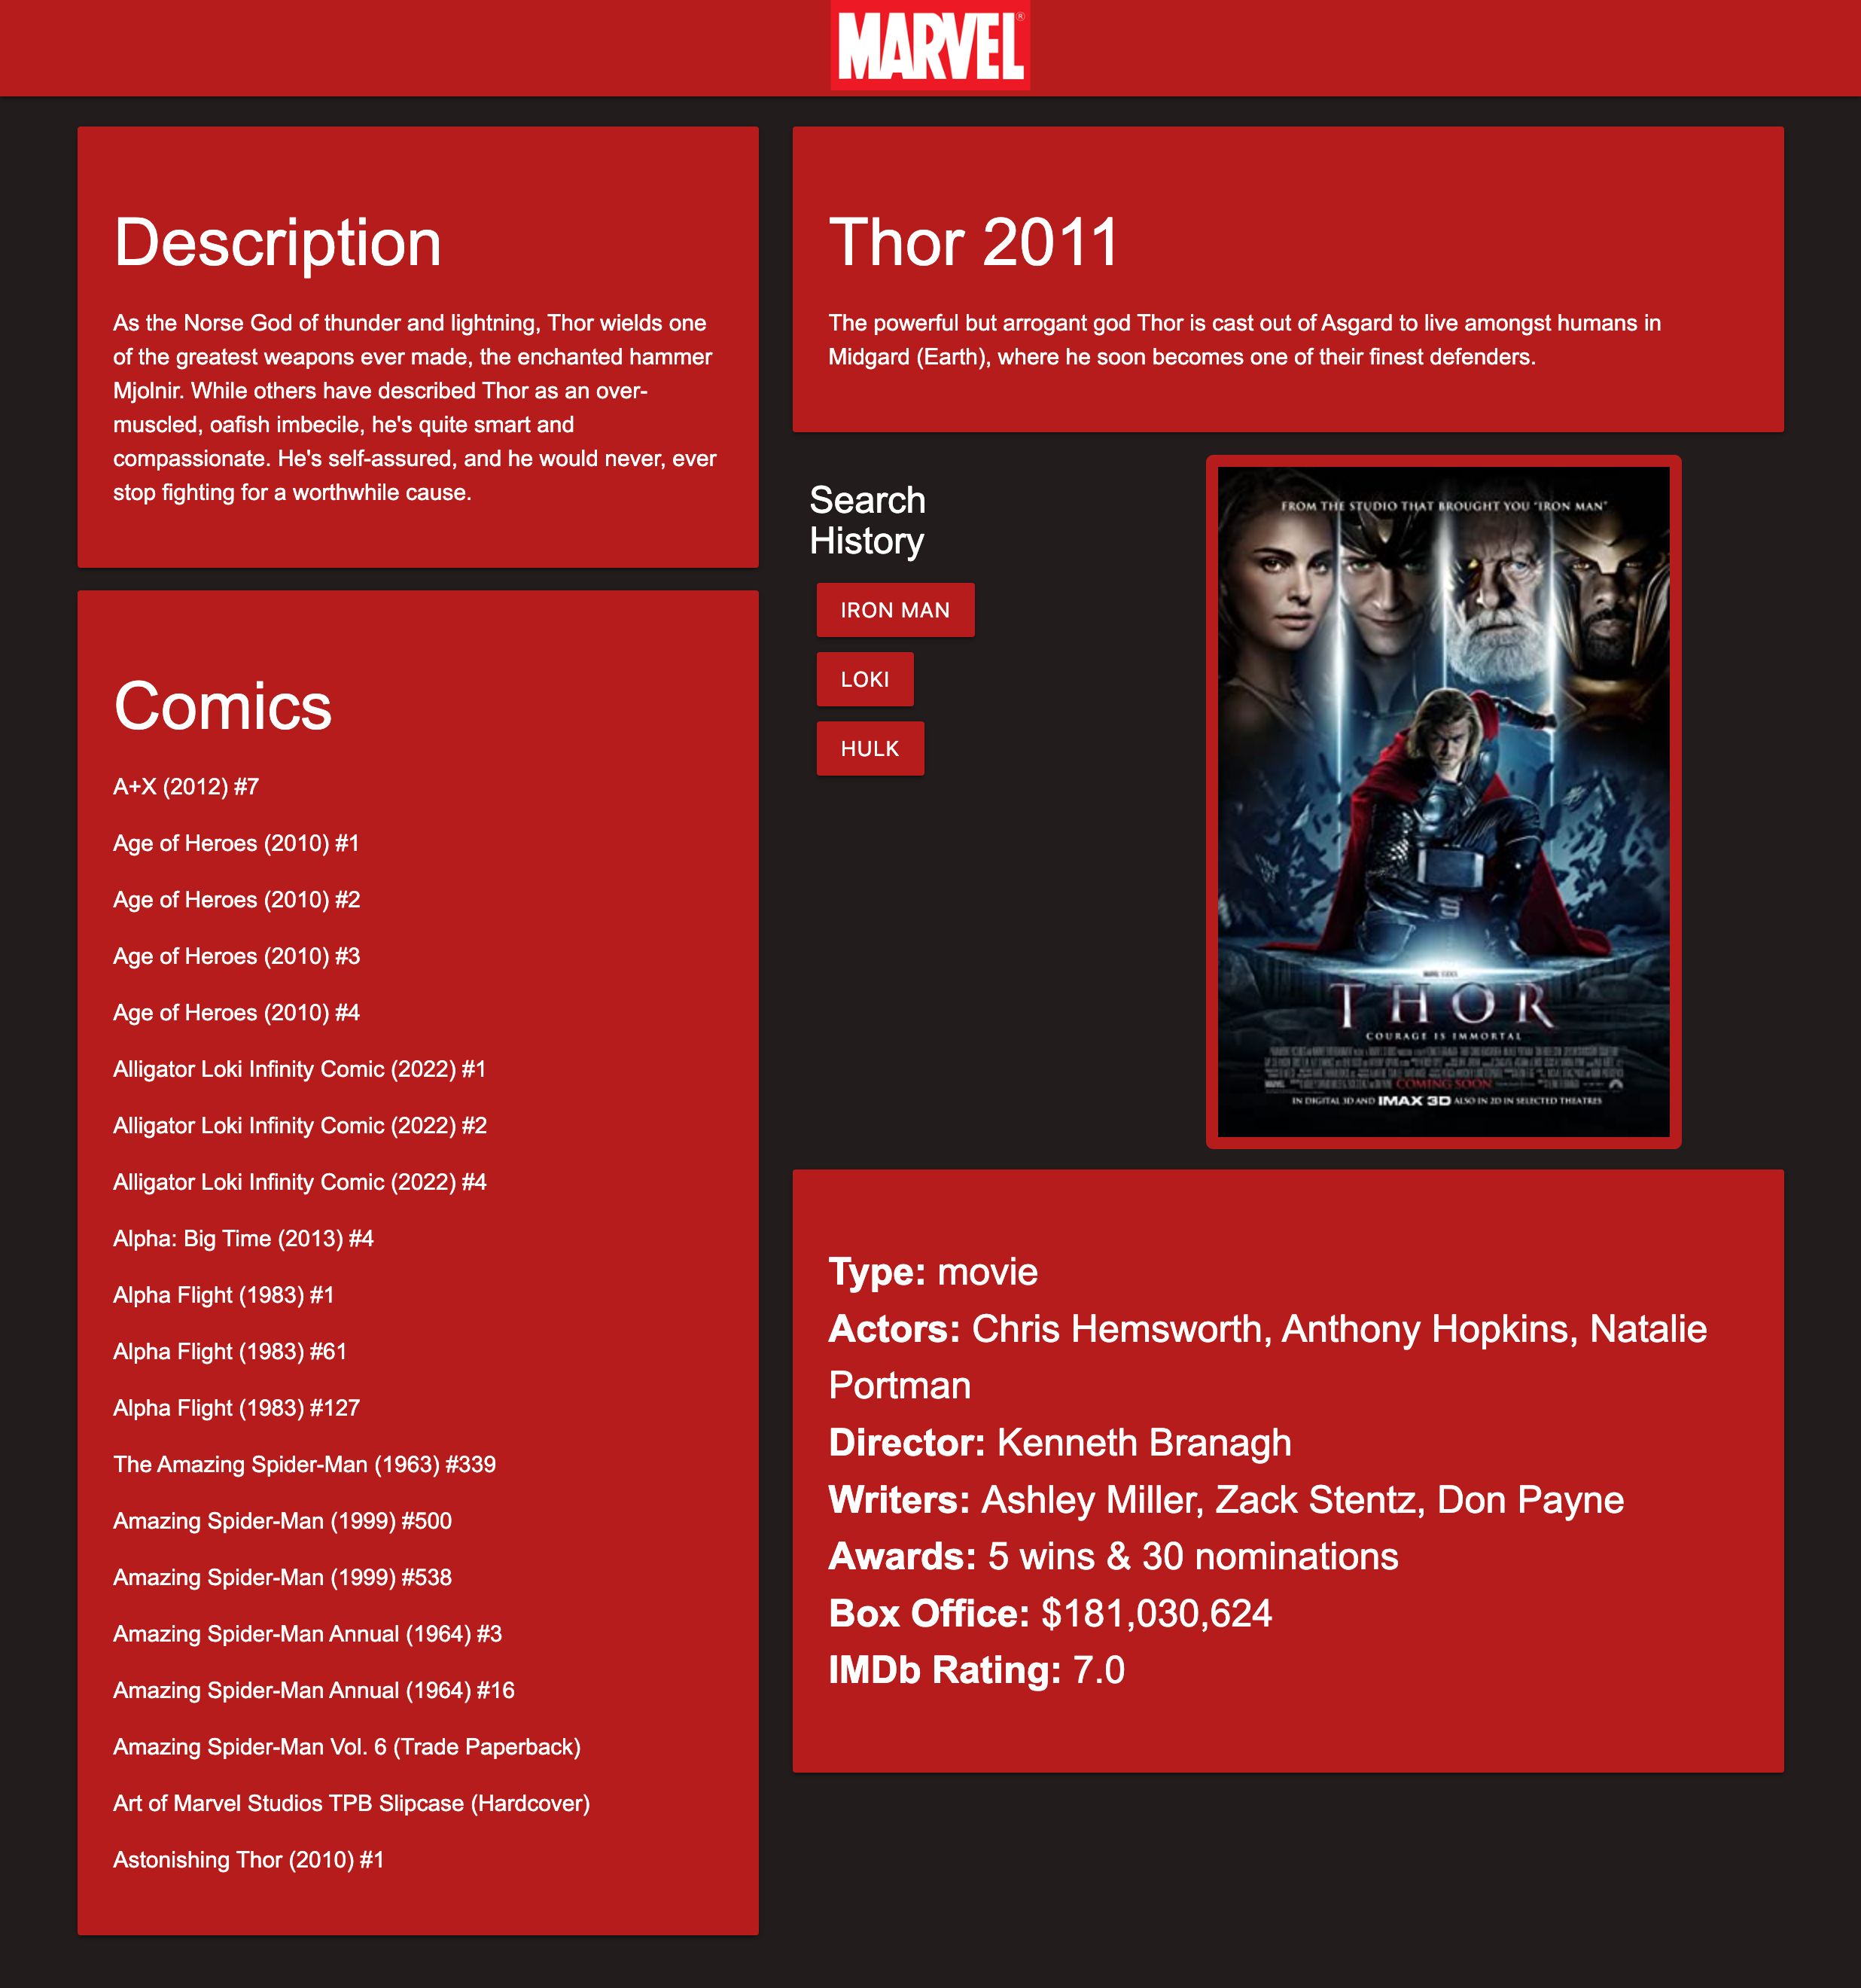 MARVEL®
Description
As the Norse God of thunder and lightning, Thor wields one
of the greatest weapons ever made, the enchanted hammer
Mjolnir. While others have described Thor as an over-
muscled, oafish imbecile, he's quite smart and
compassionate. He's self-assured, and he would never, ever
stop fighting for a worthwhile cause.
Comics
A+X (2012) #7
Age of Heroes (2010) #1
Age of Heroes (2010) #2
Age of Heroes (2010) #3
Age of Heroes (2010) #4
Alligator Loki Infinity Comic (2022) #1
Alligator Loki Infinity Comic (2022) #2
Alligator Loki Infinity Comic (2022) #4
Alpha: Big Time (2013) #4
Alpha Flight (1983) #1
Alpha Flight (1983) #61
Alpha Flight (1983) #127
The Amazing Spider-Man (1963) #339
Amazing Spider-Man (1999) #500
Amazing Spider-Man (1999) #538
Amazing Spider-Man Annual (1964) #3
Amazing Spider-Man Annual (1964) #16
Amazing Spider-Man Vol. 6 (Trade Paperback)
Art of Marvel Studios TPB Slipcase (Hardcover)
Astonishing Thor (2010) #1
Thor 2011
The powerful but arrogant god Thor is cast out of Asgard to live amongst humans in
Midgard (Earth), where he soon becomes one of their finest defenders.
Search
History
IRON MAN
LOKI
HULK
FROM THE STUDIO THAT BROUGHT YOU "IRON MAN"
THOR
COURAGE IS IMMORTAL
MARVEL
COMING SOON
IN DIGITAL 3D AND IMAX 3D ALSO IN 2D IN SELECTED THEATRES
Type: movie
Actors: Chris Hemsworth, Anthony Hopkins, Natalie
Portman
Director: Kenneth Branagh
Writers: Ashley Miller, Zack Stentz, Don Payne
Awards: 5 wins & 30 nominations
Box Office: $181,030,624
IMDb Rating: 7.0